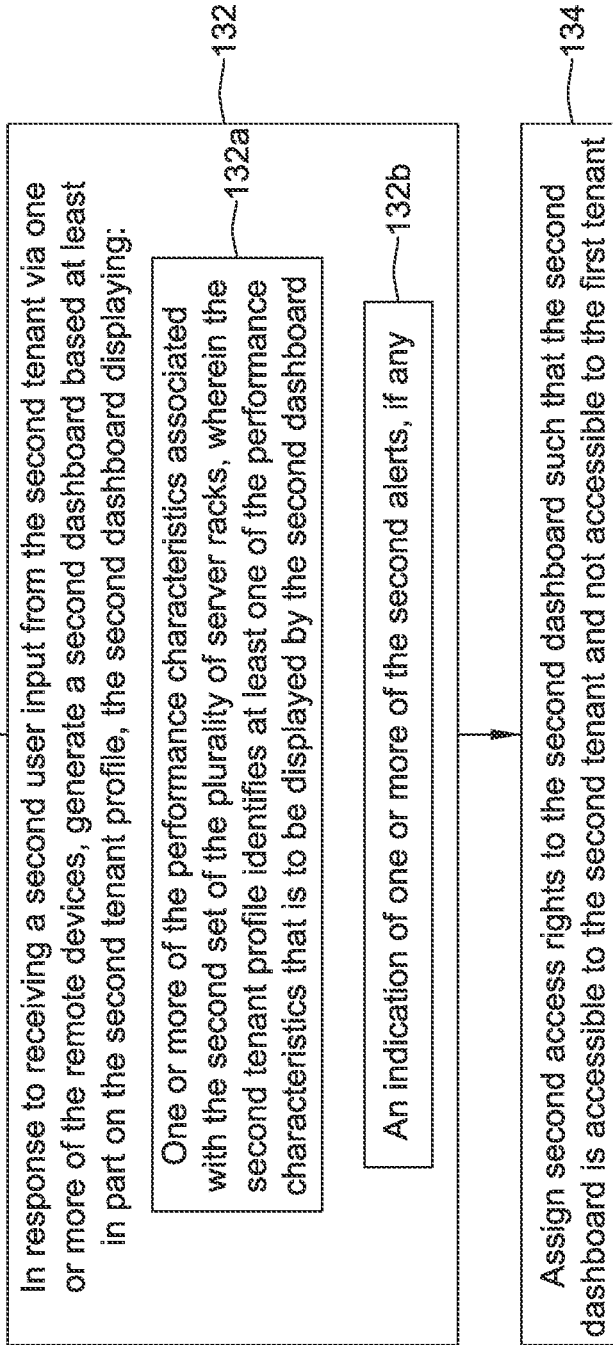 In response to receiving a second user input from the second tenant via one
or more of the remote devices, generate a second dashboard based at least
in part on the second tenant profile, the second dashboard displaying:
132
One or more of the performance characteristics associated
with the second set of the plurality of server racks, wherein the
second tenant profile identifies at least one of the performance
characteristics that is to be displayed by the second dashboard
132a
An indication of one or more of the second alerts, if any
132b
Assign second access rights to the second dashboard such that the second
dashboard is accessible to the second tenant and not accessible to the first tenant
134